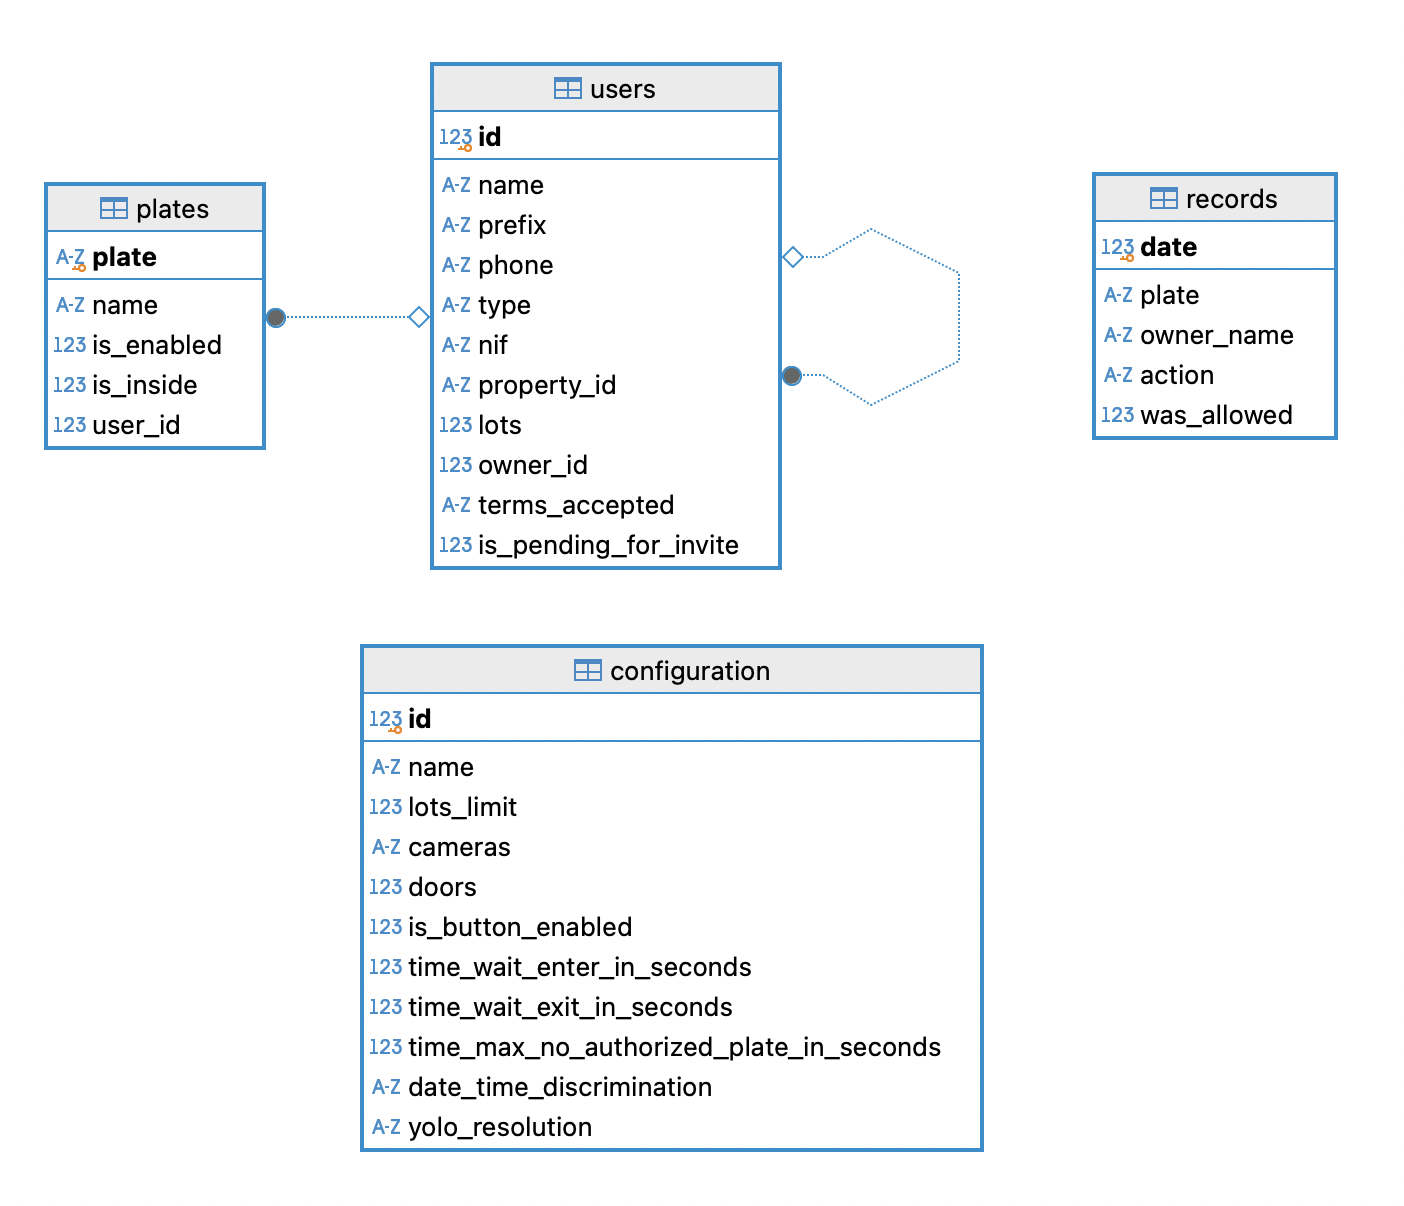 users
123 id
A-Z name
A-Z prefix
A-Z phone
A-Z type
A-Z nif
A-Z property_id
123 lots
123 owner_id
A-Z terms_accepted
123 is_pending_for_invite
plates
A-Z plate
A-Z name
123 is_enabled
123 is_inside
123 user_id
records
123 date
A-Z plate
A-Z owner_name
A-Z action
123 was_allowed
configuration
123 id
A-Z name
123 lots_limit
A-Z cameras
123 doors
123 is_button_enabled
123 time_wait_enter_in_seconds
123 time_wait_exit_in_seconds
123 time_max_no_authorized_plate_in_seconds
A-Z date_time_discrimination
A-Z yolo_resolution